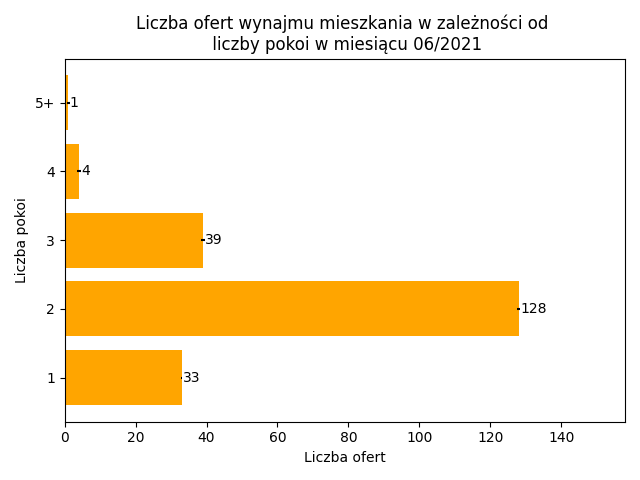 Liczba ofert wynajmu mieszkania w zależności od
liczby pokoi w miesiącu 06/2021
Liczba pokoi
5+ 1
4 4
3 39
2 128
1 33
0 20 40 60 80 100 120 140
Liczba ofert